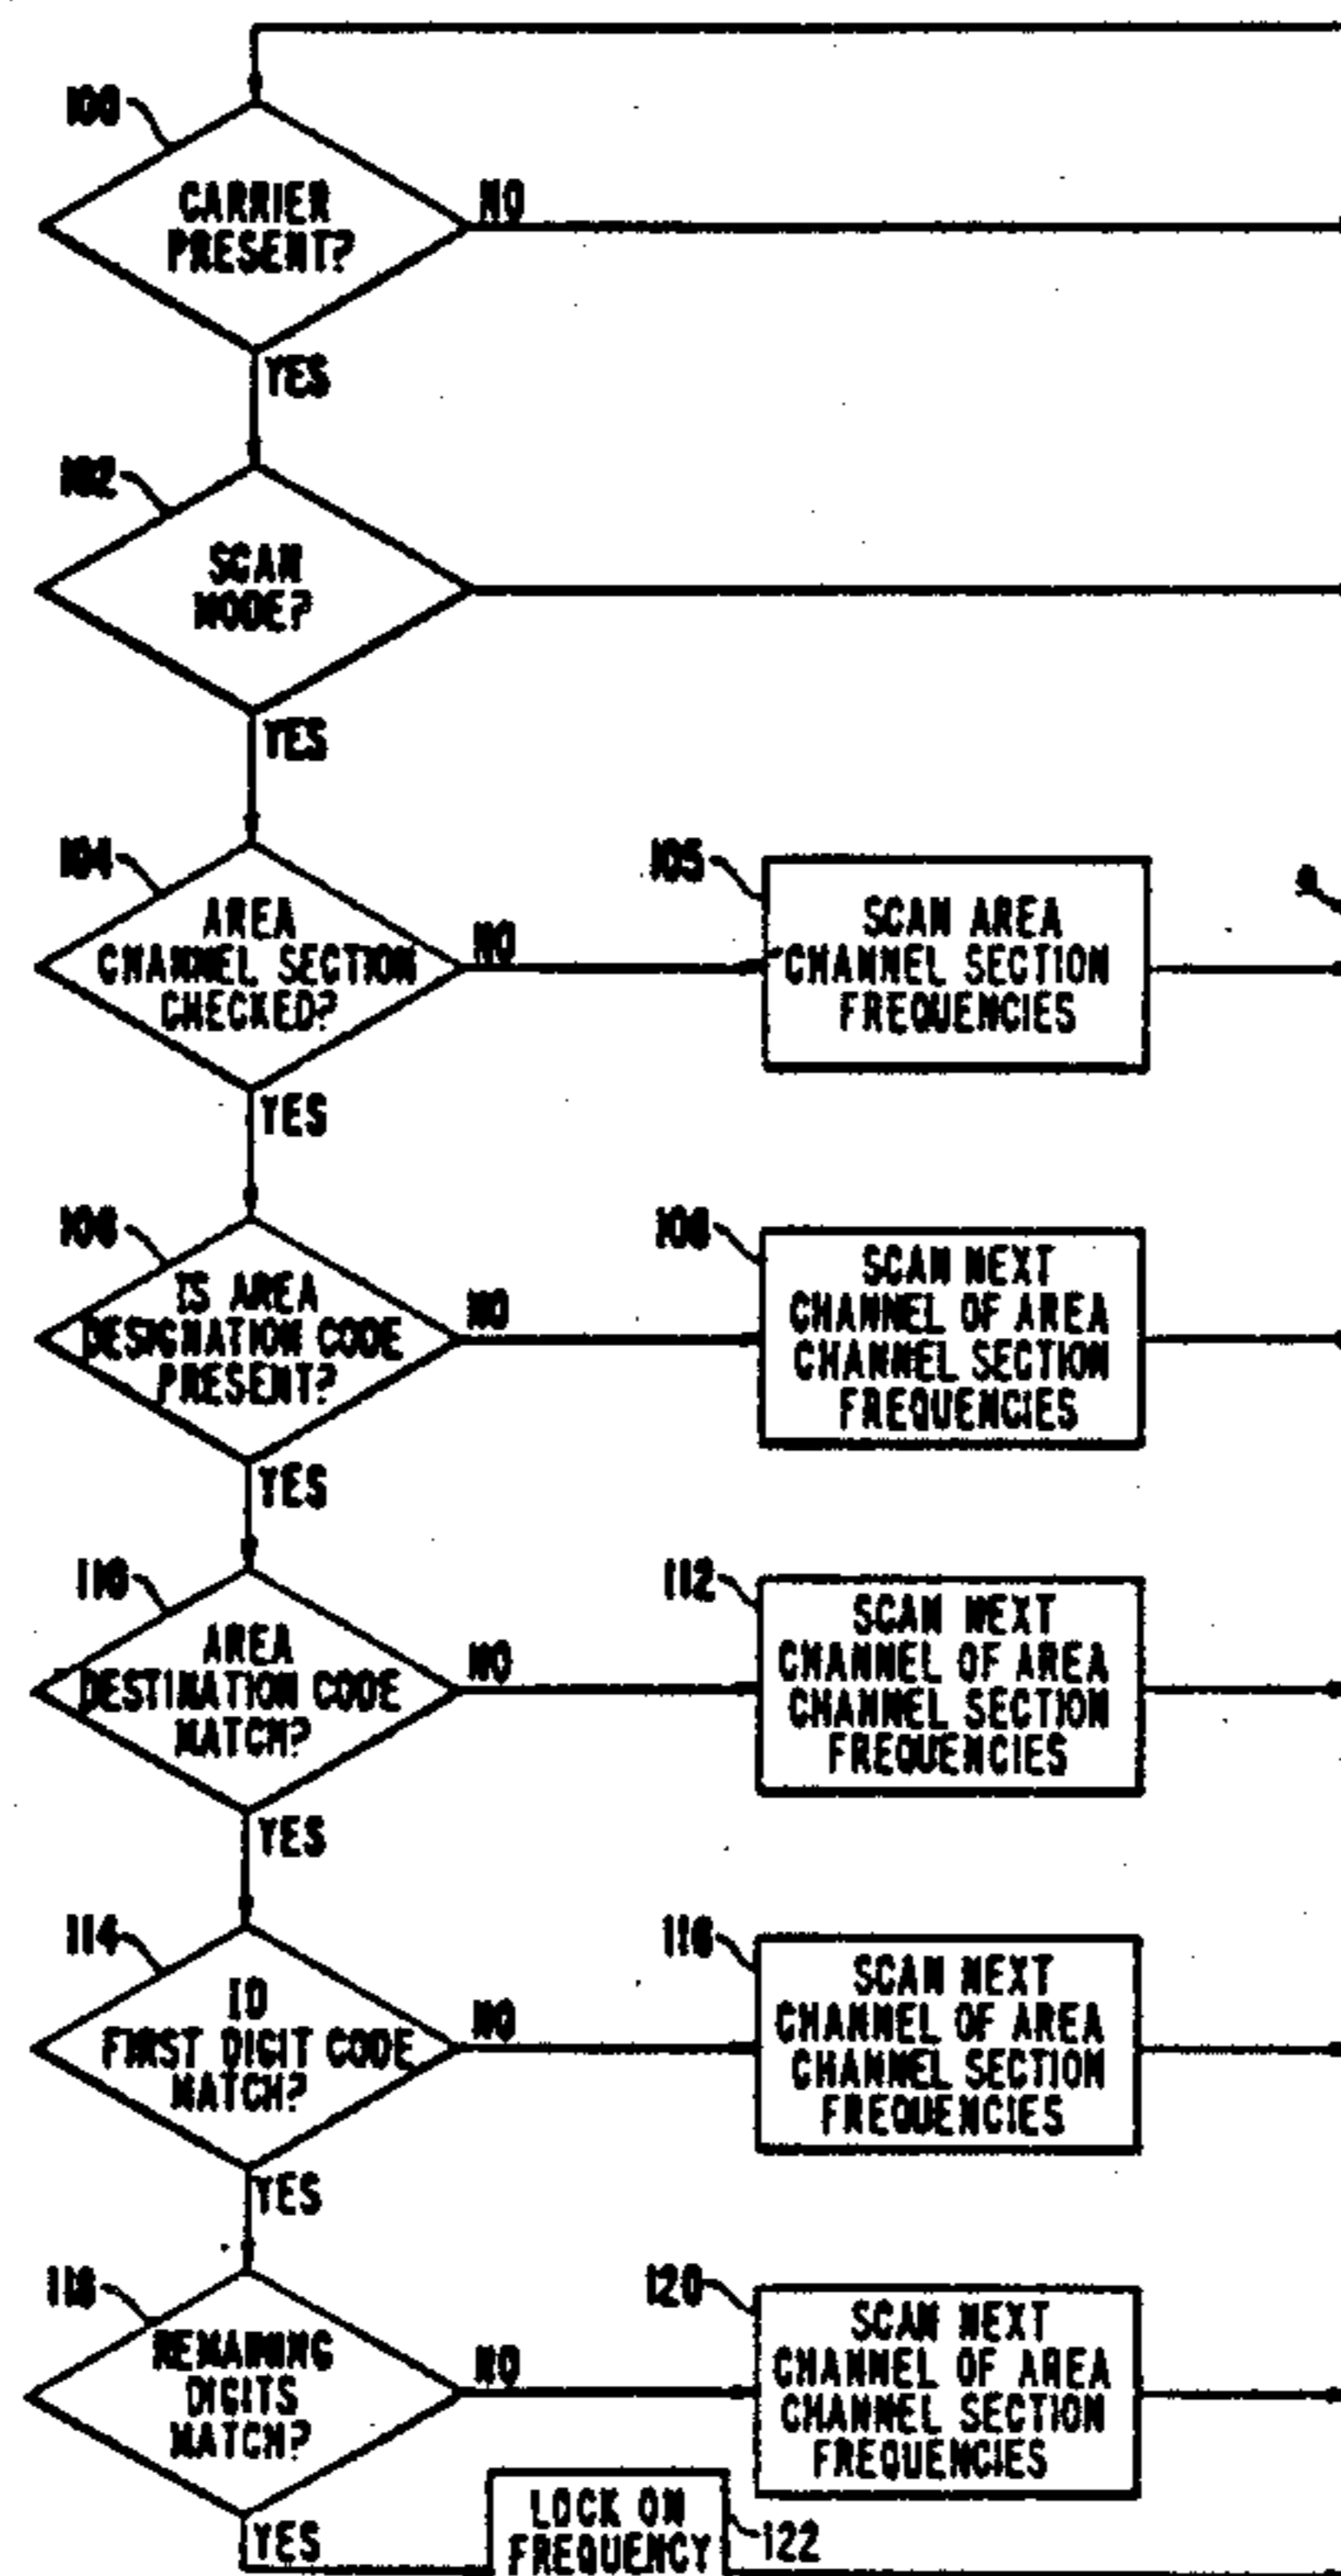 100
CARRIER
PRESENT?
NO
YES
102
SCAN
MODE?
YES
104
AREA
CHANNEL SECTION
CHECKED?
NO
YES
105
SCAN AREA
CHANNEL SECTION
FREQUENCIES
106
IS AREA
DESIGNATION CODE
PRESENT?
NO
YES
108
SCAN NEXT
CHANNEL OF AREA
CHANNEL SECTION
FREQUENCIES
110
AREA
DESTINATION CODE
MATCH?
NO
YES
112
SCAN NEXT
CHANNEL OF AREA
CHANNEL SECTION
FREQUENCIES
114
ID
FIRST DIGIT CODE
MATCH?
NO
YES
116
SCAN NEXT
CHANNEL OF AREA
CHANNEL SECTION
FREQUENCIES
118
REMAINING
DIGITS
MATCH?
NO
YES
120
SCAN NEXT
CHANNEL OF AREA
CHANNEL SECTION
FREQUENCIES
LOCK ON
FREQUENCY
122